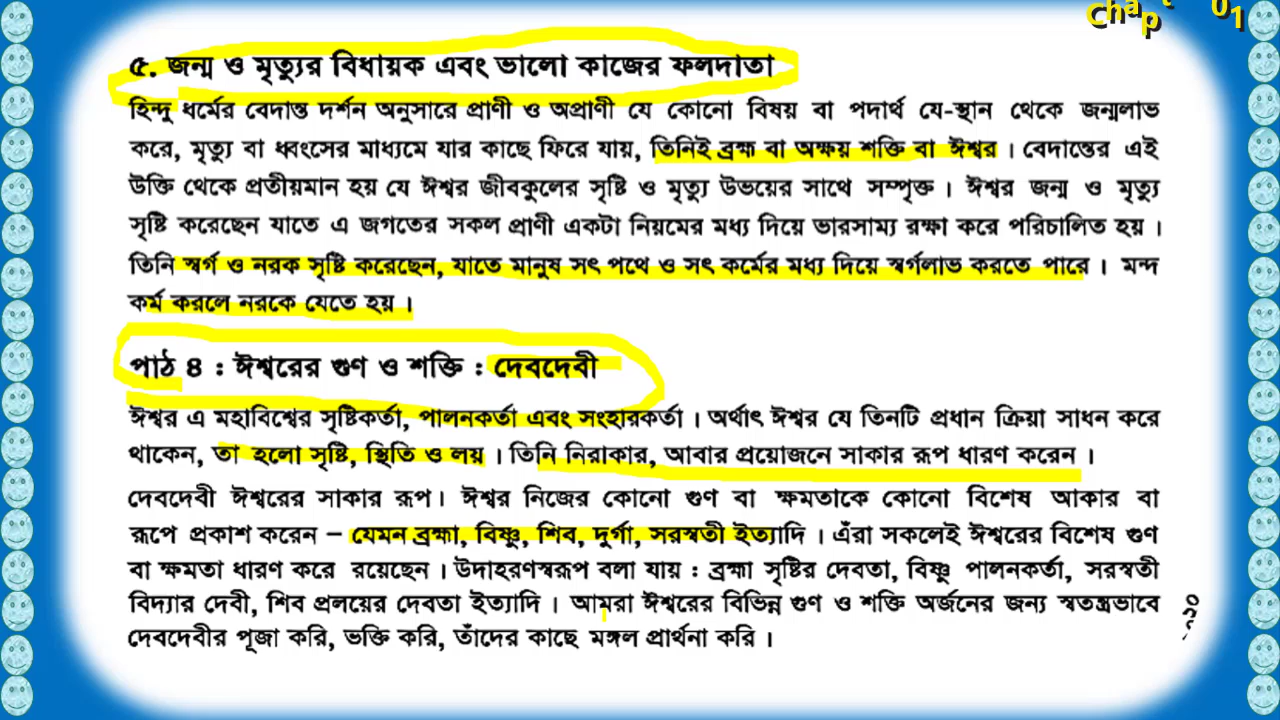 Chapt 01
৫. জন্ম ও মৃত্যুর বিধায়ক এবং ভালো কাজের ফলদাতা
হিন্দু ধর্মের বেদান্ত দর্শন অনুসারে প্রাণী ও অপ্রাণী যে কোনো বিষয় বা পদার্থ যে-স্থান থেকে জন্মলাভ
করে, মৃত্যু বা ধ্বংসের মাধ্যমে যার কাছে ফিরে যায়, তিনিই ব্রহ্ম বা অক্ষয় শক্তি বা ঈশ্বর । বেদান্তের এই
উক্তি থেকে প্রতীয়মান হয় যে ঈশ্বর জীবকুলের সৃষ্টি ও মৃত্যু উভয়ের সাথে সম্পৃক্ত । ঈশ্বর জন্ম ও মৃত্যু
সৃষ্টি করেছেন যাতে এ জগতের সকল প্রাণী একটা নিয়মের মধ্য দিয়ে ভারসাম্য রক্ষা করে পরিচালিত হয় ।
তিনি স্বর্গ ও নরক সৃষ্টি করেছেন, যাতে মানুষ সৎ পথে ও সৎ কর্মের মধ্য দিয়ে স্বর্গলাভ করতে পারে । মন্দ
কর্ম করলে নরকে যেতে হয় ।
পাঠ ৪ : ঈশ্বরের গুণ ও শক্তি : দেবদেবী
ঈশ্বর এ মহাবিশ্বের সৃষ্টিকর্তা, পালনকর্তা এবং সংহারকর্তা । অর্থাৎ ঈশ্বর যে তিনটি প্রধান ক্রিয়া সাধন করে
থাকেন, তা হলো সৃষ্টি, স্থিতি ও লয় । তিনি নিরাকার, আবার প্রয়োজনে সাকার রূপ ধারণ করেন ।
দেবদেবী ঈশ্বরের সাকার রূপ। ঈশ্বর নিজের কোনো গুণ বা ক্ষমতাকে কোনো বিশেষ আকার বা
রূপে প্রকাশ করেন – যেমন ব্রহ্মা, বিষ্ণু, শিব, দুর্গা, সরস্বতী ইত্যাদি । এঁরা সকলেই ঈশ্বরের বিশেষ গুণ
বা ক্ষমতা ধারণ করে রয়েছেন । উদাহরণস্বরূপ বলা যায় : ব্রহ্মা সৃষ্টির দেবতা, বিষ্ণু পালনকর্তা, সরস্বতী
বিদ্যার দেবী, শিব প্রলয়ের দেবতা ইত্যাদি । আমরা ঈশ্বরের বিভিন্ন গুণ ও শক্তি অর্জনের জন্য স্বতন্ত্রভাবে
দেবদেবীর পূজা করি, ভক্তি করি, তাঁদের কাছে মঙ্গল প্রার্থনা করি ।